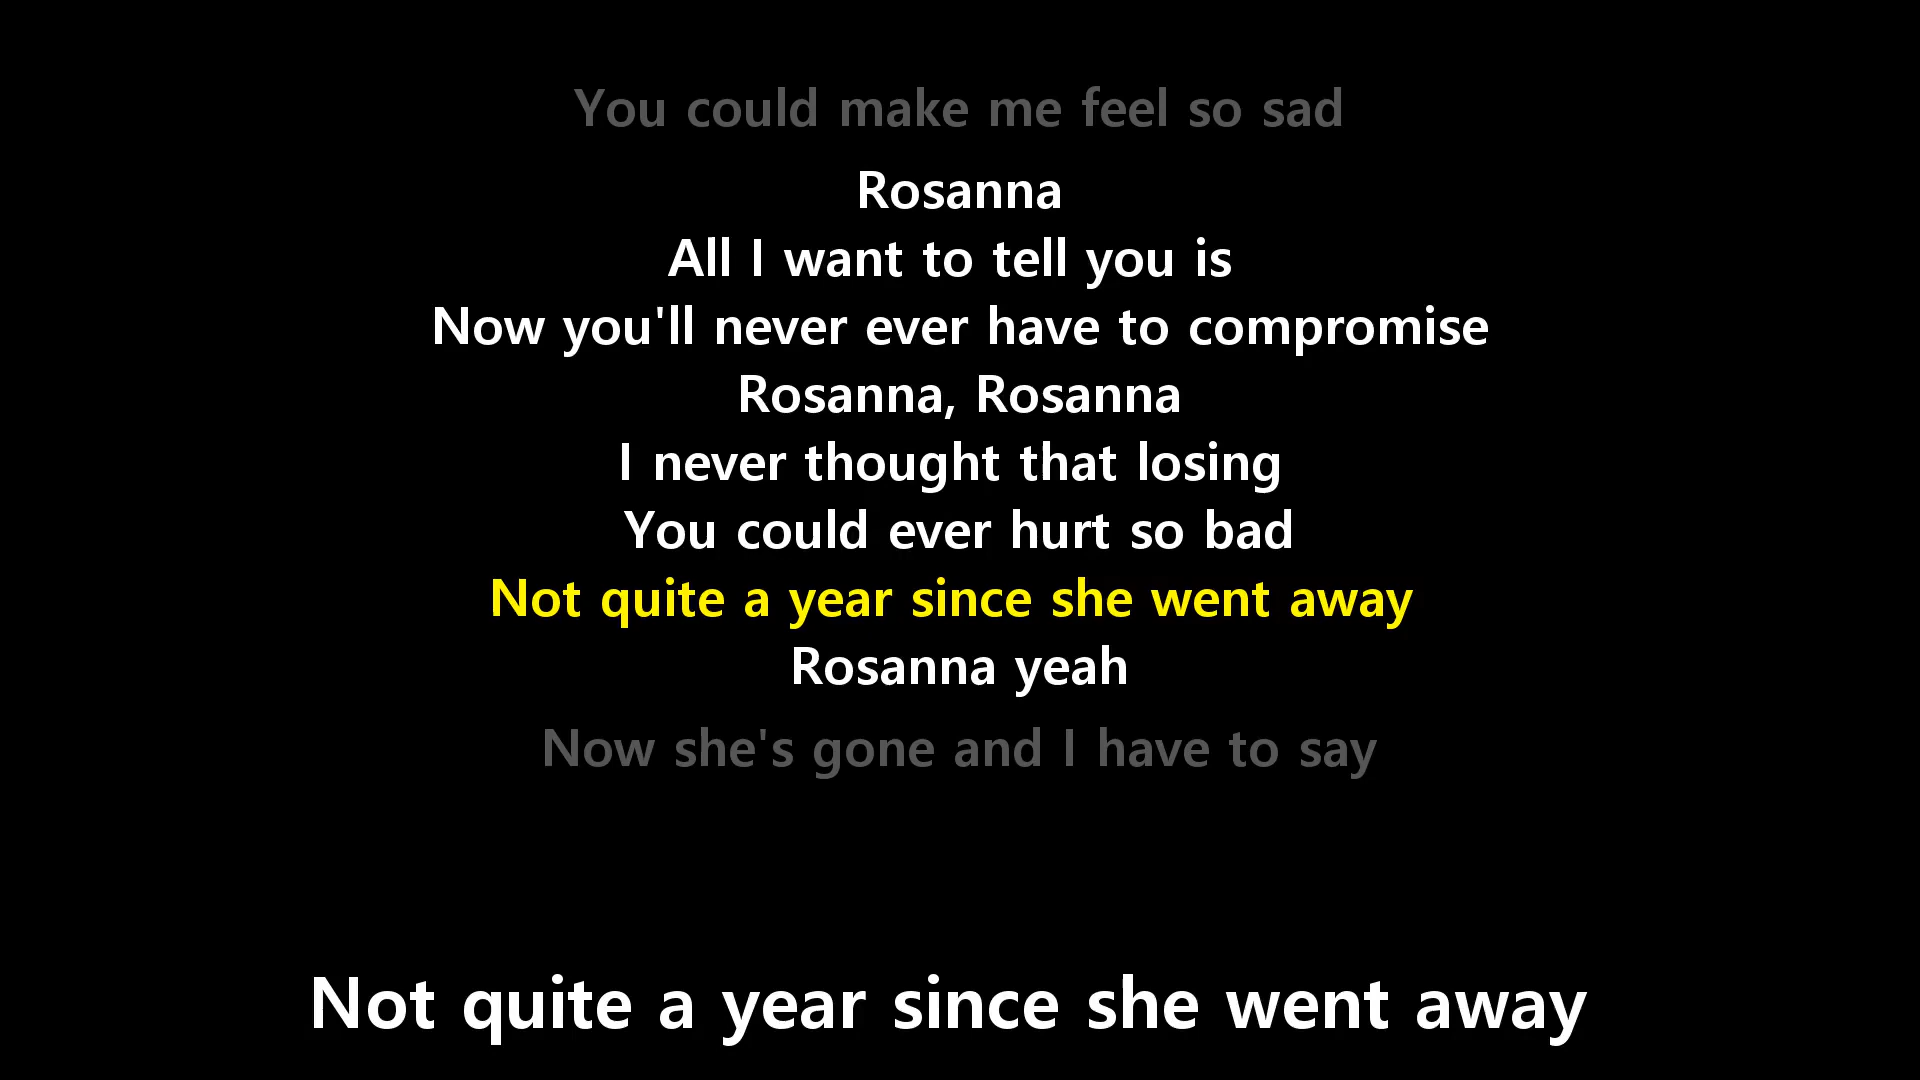 You could make me feel so sad
Rosanna
All I want to tell you is
Now you'll never ever have to compromise
Rosanna, Rosanna
I never thought that losing
You could ever hurt so bad
Not quite a year since she went away
Rosanna yeah
Now she's gone and I have to say
Not quite a year since she went away